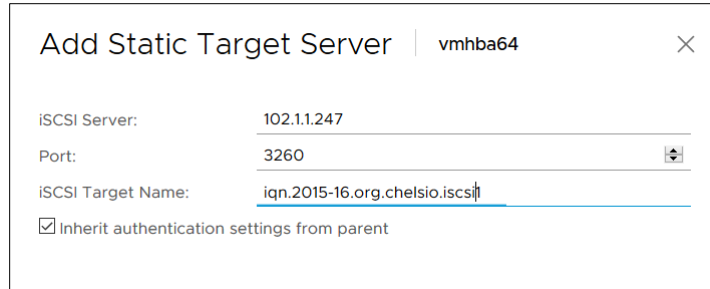 Add Static Target Server vmhba64
iSCSI Server: 102.1.1.247
Port: 3260
iSCSI Target Name: iqn.2015-16.org.chelsio.iscsi1
Inherit authentication settings from parent